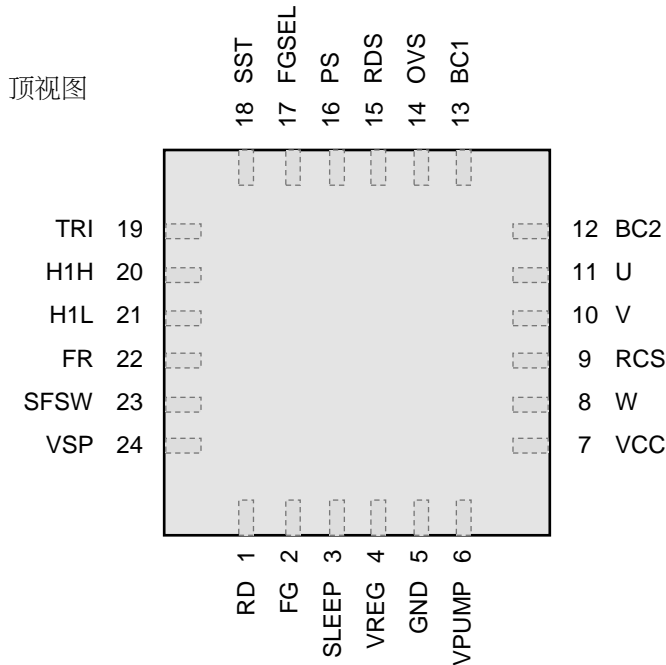 顶视图
18 SST
17 FGSEL
16 PS
15 RDS
14 OVS
13 BC1
TRI 19
H1H 20
H1L 21
FR 22
SFSW 23
VSP 24
12 BC2
11 U
10 V
9 RCS
8 W
7 VCC
RD 1
FG 2
SLEEP 3
VREG 4
GND 5
VPUMP 6